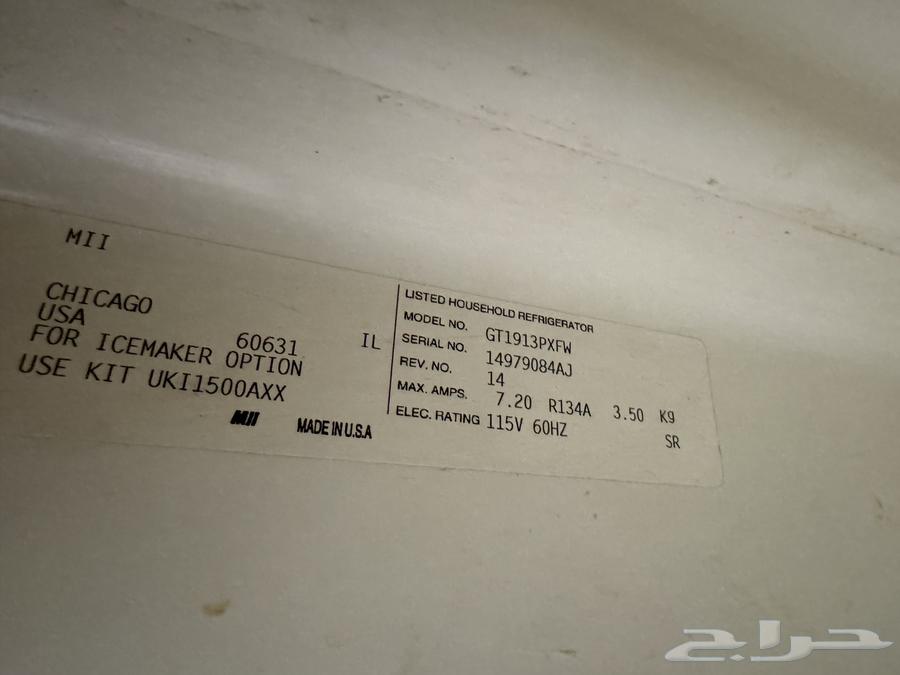 MII
CHICAGO
USA 60631 IL
FOR ICEMAKER OPTION
USE KIT UKI1500AXX
MII MADE IN U.S.A
LISTED HOUSEHOLD REFRIGERATOR
MODEL NO. GT1913PXFW
SERIAL NO. 14979084AJ
REV. NO. 14
MAX. AMPS. 7.20 R134A 3.50 K9
ELEC. RATING 115V 60HZ SR
حراج